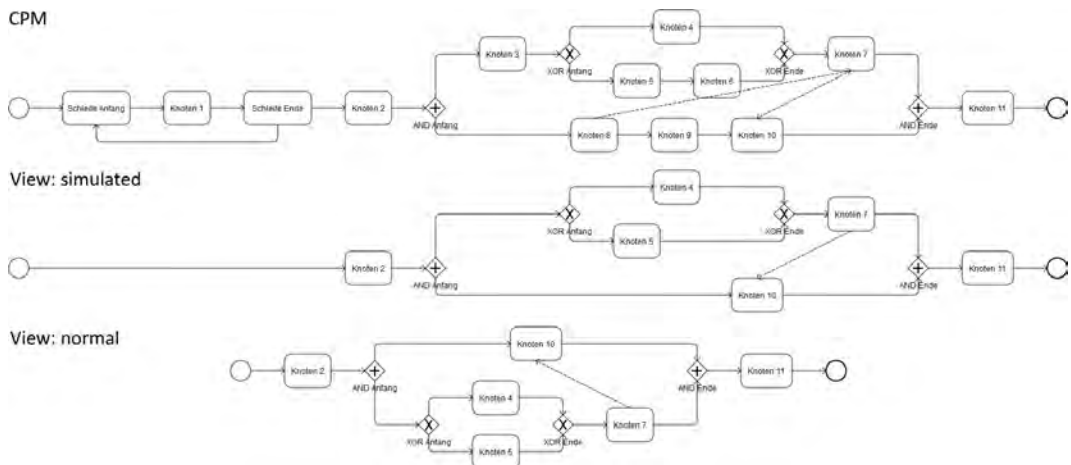 CPM
Knoten 4
Knoten 3
XOR Anfang
XOR Ende
Knoten 7
Knoten 5
Knoten 6
Schleife Anfang
Knoten 1
Schleife Ende
Knoten 2
AND Anfang
AND Ende
Knoten 11
Knoten 8
Knoten 9
Knoten 10
View: simulated
Knoten 4
XOR Anfang
XOR Ende
Knoten 7
Knoten 5
Knoten 2
AND Anfang
AND Ende
Knoten 11
Knoten 10
View: normal
Knoten 10
Knoten 2
AND Anfang
AND Ende
Knoten 11
Knoten 4
XOR Anfang
XOR Ende
Knoten 7
Knoten 5